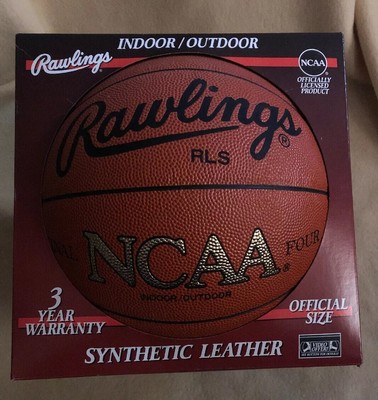 INDOOR/OUTDOOR
Rawlings
NCAA
OFFICIALLY
LICENSED
PRODUCT
Rawlings®
RLS
NCAA®
FOUR
INDOOR/OUTDOOR
3
YEAR
WARRANTY
OFFICIAL
SIZE
SYNTHETIC LEATHER